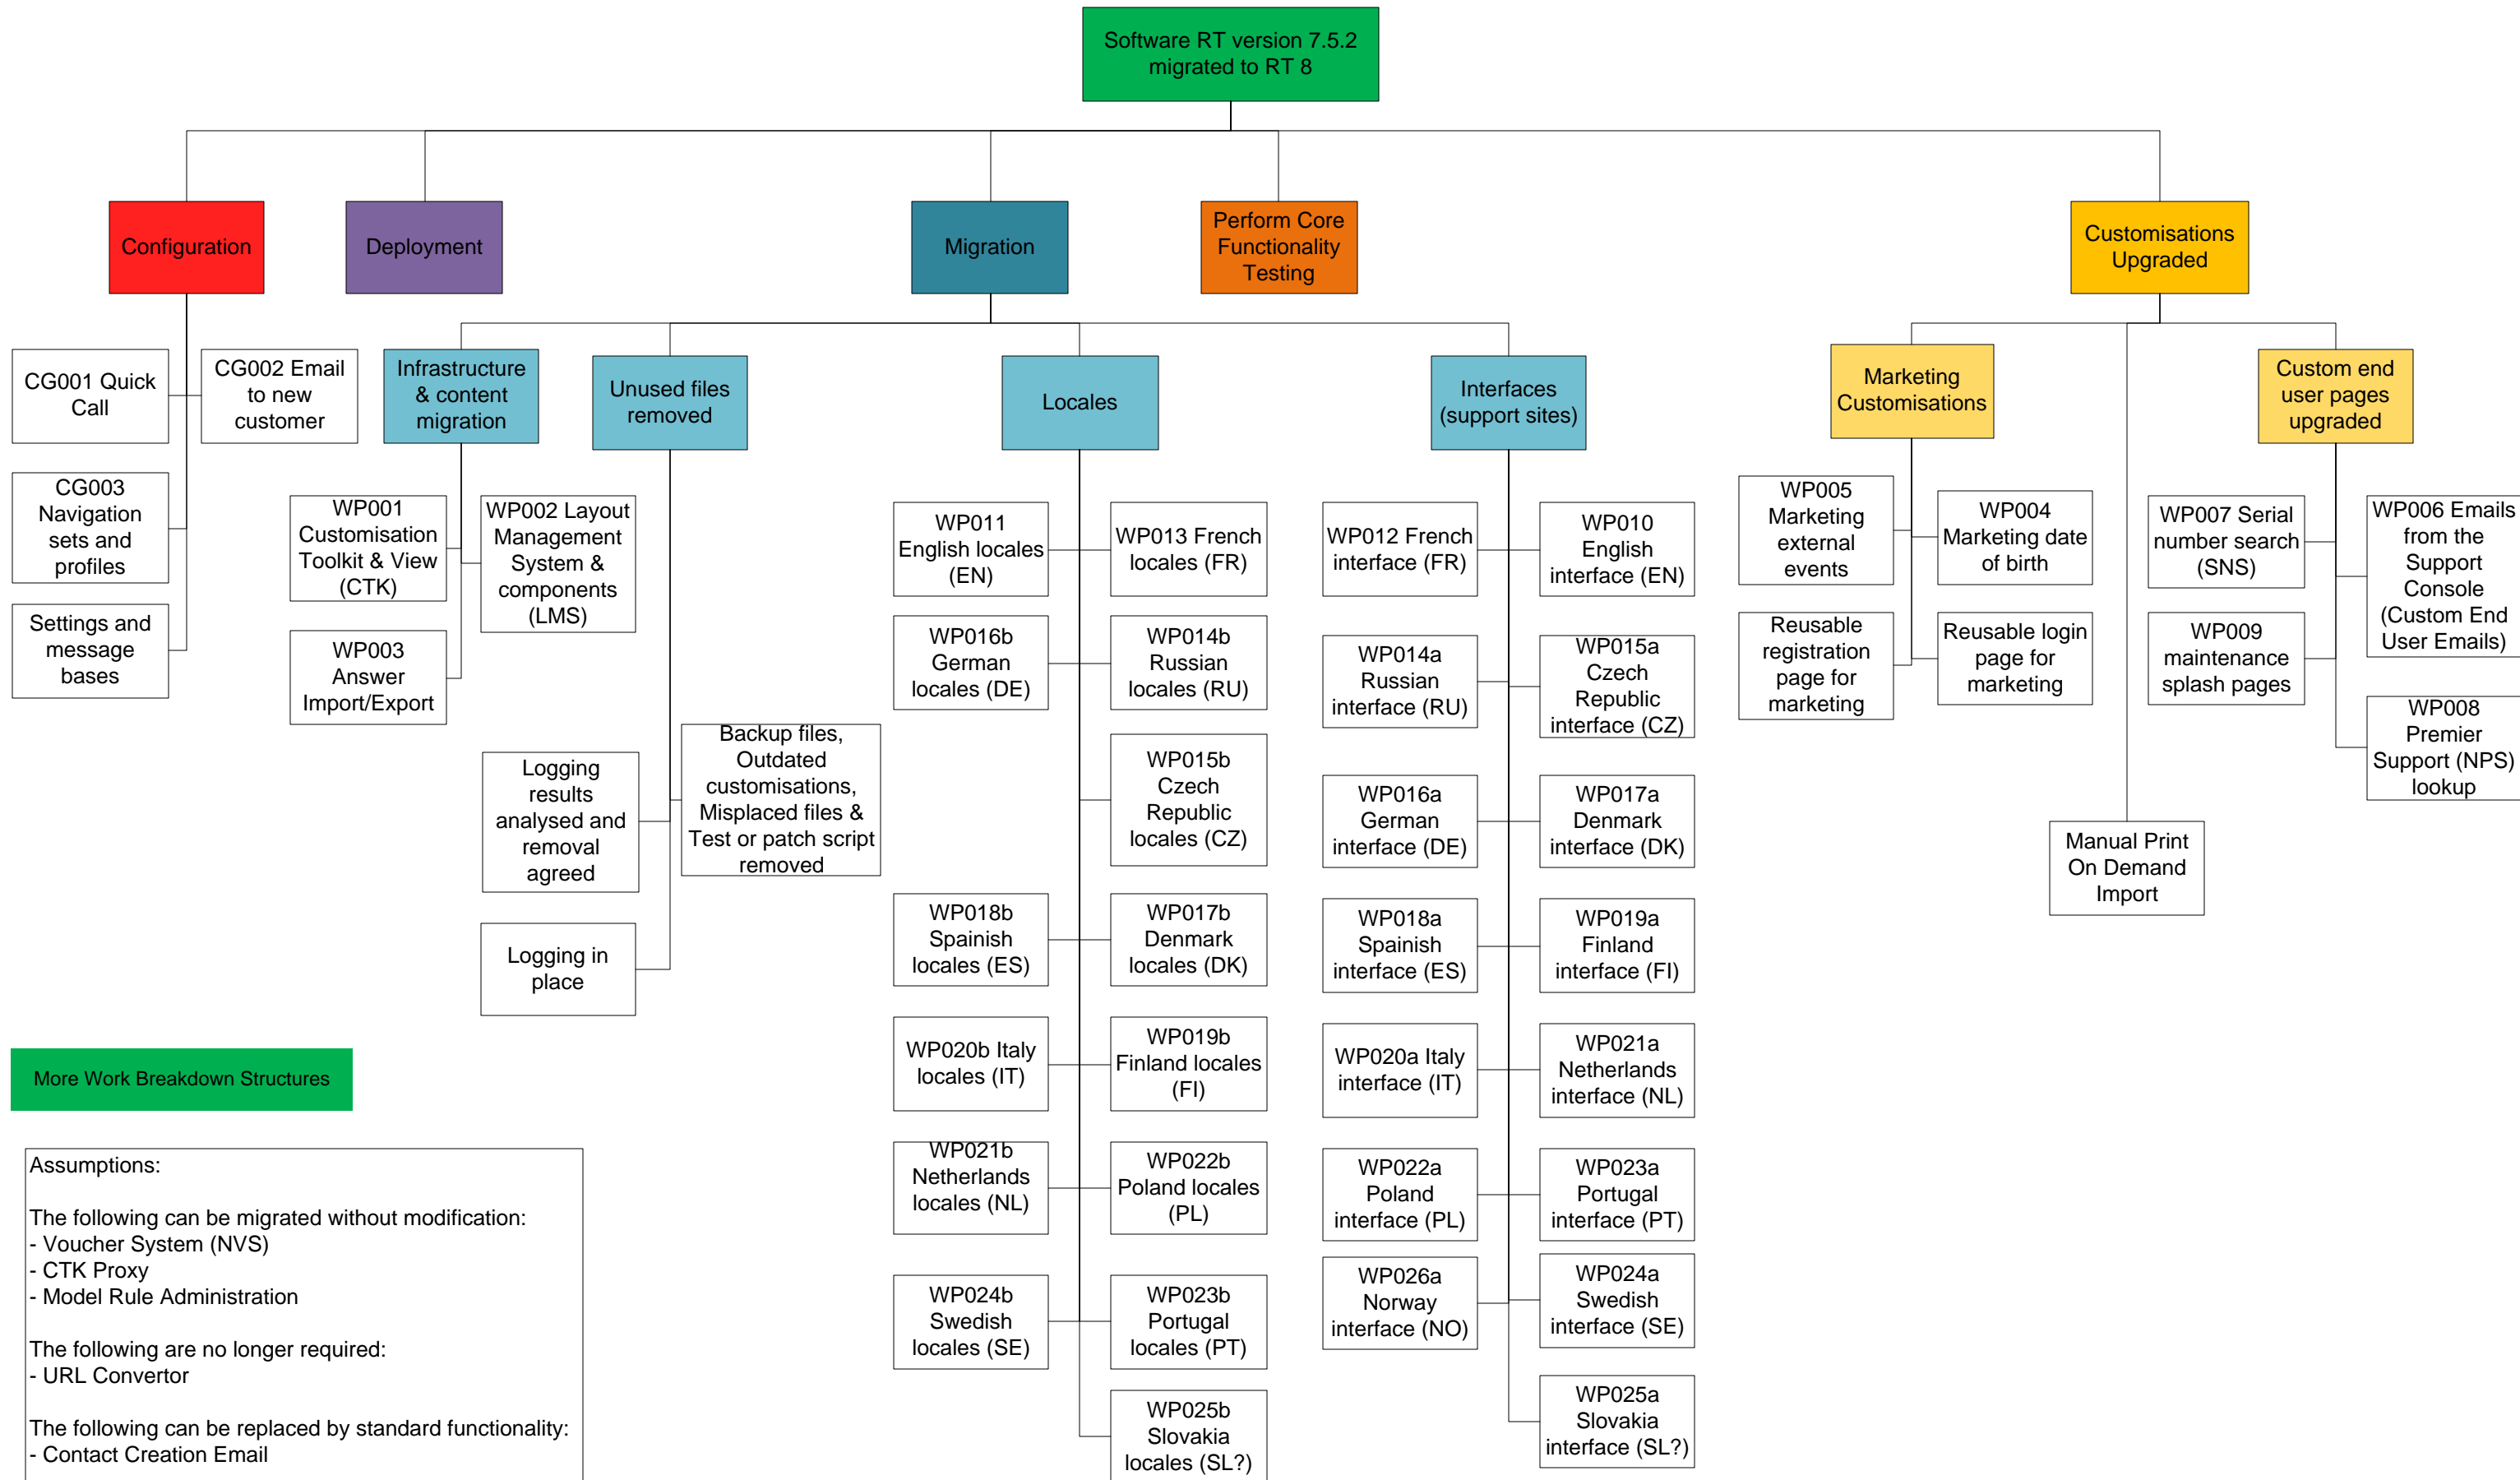 Software RT version 7.5.2
migrated to RT 8
Configuration
Deployment
Migration
Perform Core
Functionality
Testing
Customisations
Upgraded
CG001 Quick
Call
CG002 Email
to new
customer
CG003
Navigation
sets and
profiles
Settings and
message
bases
Infrastructure
& content
migration
WP001
Customisation
Toolkit & View
(CTK)
WP002 Layout
Management
System &
components
(LMS)
WP003
Answer
Import/Export
Unused files
removed
Logging
results
analysed and
removal
agreed
Backup files,
Outdated
customisations,
Misplaced files &
Test or patch script
removed
Logging in
place
Locales
WP011
English locales
(EN)
WP013 French
locales (FR)
WP016b
German
locales (DE)
WP014b
Russian
locales (RU)
WP015b
Czech
Republic
locales (CZ)
WP018b
Spainish
locales (ES)
WP017b
Denmark
locales (DK)
WP020b Italy
locales (IT)
WP019b
Finland locales
(FI)
WP021b
Netherlands
locales (NL)
WP022b
Poland locales
(PL)
WP024b
Swedish
locales (SE)
WP023b
Portugal
locales (PT)
WP025b
Slovakia
locales (SL?)
Interfaces
(support sites)
WP012 French
interface (FR)
WP010
English
interface (EN)
WP014a
Russian
interface (RU)
WP015a
Czech
Republic
interface (CZ)
WP016a
German
interface (DE)
WP017a
Denmark
interface (DK)
WP018a
Spainish
interface (ES)
WP019a
Finland
interface (FI)
WP020a Italy
interface (IT)
WP021a
Netherlands
interface (NL)
WP022a
Poland
interface (PL)
WP023a
Portugal
interface (PT)
WP026a
Norway
interface (NO)
WP024a
Swedish
interface (SE)
WP025a
Slovakia
interface (SL?)
Marketing
Customisations
WP005
Marketing
external
events
WP004
Marketing date
of birth
Reusable
registration
page for
marketing
Reusable login
page for
marketing
Manual Print
On Demand
Import
Custom end
user pages
upgraded
WP007 Serial
number search
(SNS)
WP006 Emails
from the
Support
Console
(Custom End
User Emails)
WP009
maintenance
splash pages
WP008
Premier
Support (NPS)
lookup
More Work Breakdown Structures
Assumptions:
The following can be migrated without modification:
- Voucher System (NVS)
- CTK Proxy
- Model Rule Administration
The following are no longer required:
- URL Convertor
The following can be replaced by standard functionality:
- Contact Creation Email